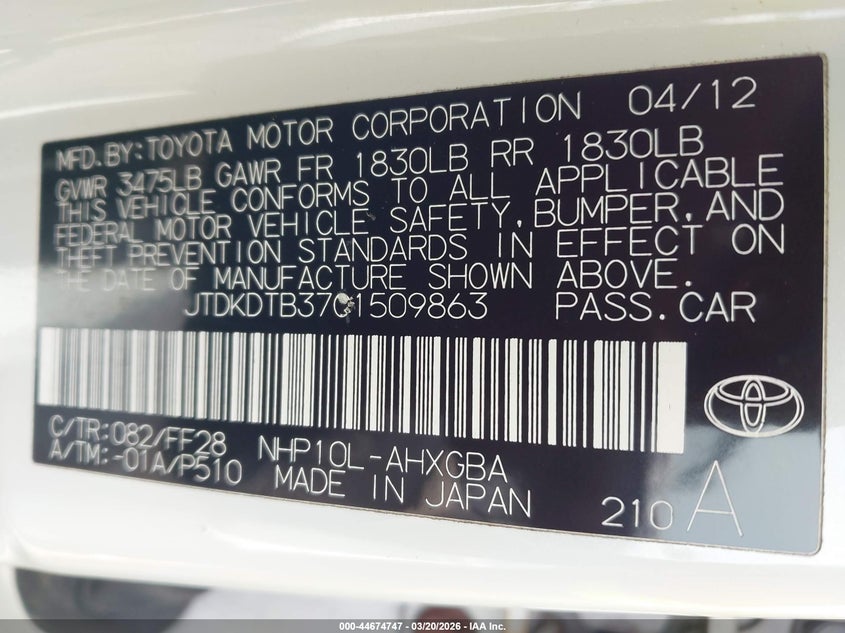 MFD.BY:TOYOTA MOTOR CORPORATION 04/12
GVWR 3475LB GAWR FR 1830LB RR 1830LB
THIS VEHICLE CONFORMS TO ALL APPLICABLE
FEDERAL MOTOR VEHICLE SAFETY,BUMPER,AND
THEFT PREVENTION STANDARDS IN EFFECT ON
THE DATE OF MANUFACTURE SHOWN ABOVE.
JTDKDTB37C1509863 PASS.CAR
C/TR:082/FF28 NHP10L-AHXGBA
A/TM:-01A/P510 MADE IN JAPAN
210 A
000-44674747 - 03/20/2026 - IAA Inc.